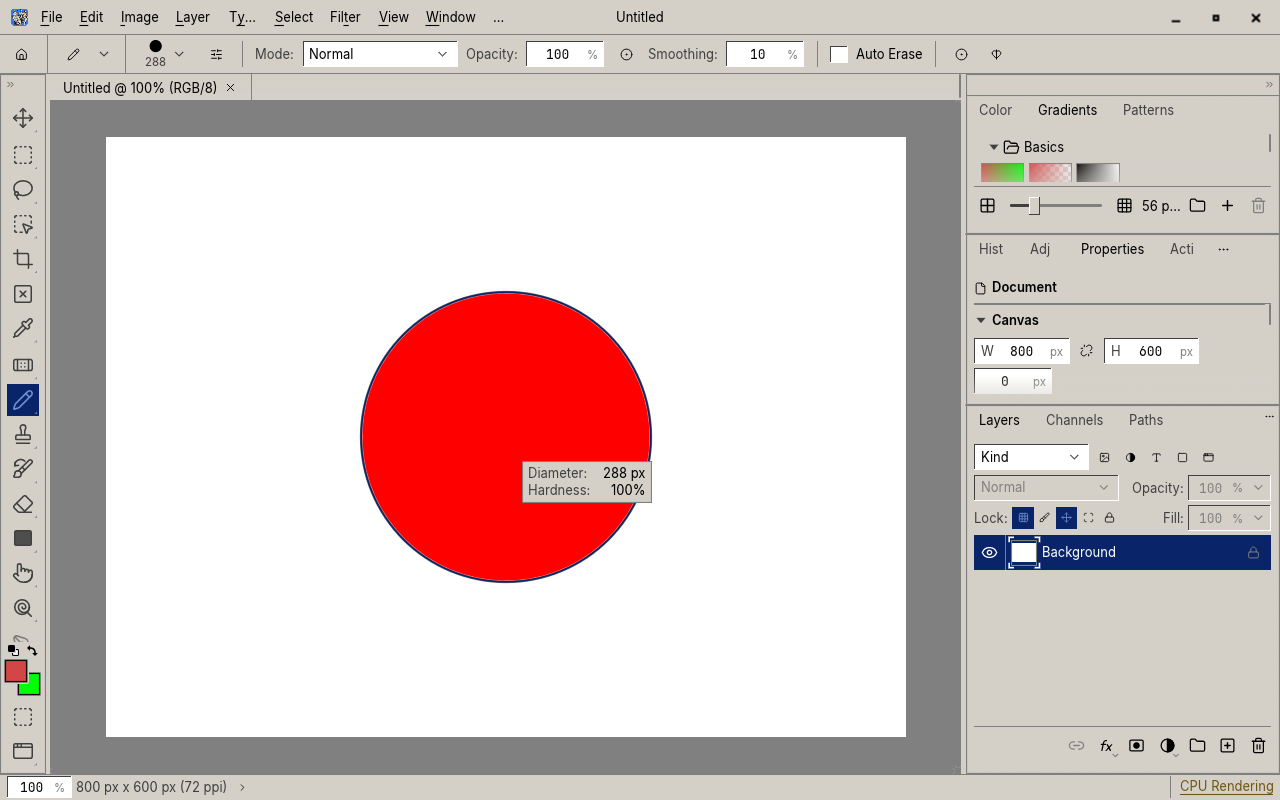 File Edit Image Layer Ty... Select Filter View Window ... Untitled
288 Mode: Normal Opacity: 100 % Smoothing: 10 % Auto Erase
Untitled @ 100% (RGB/8)
Color Gradients Patterns
Basics
56 p...
Hist Adj Properties Acti ...
Document
Canvas
W 800 px H 600 px
0 px
Layers Channels Paths ...
Kind
Normal Opacity: 100 %
Lock: Fill: 100 %
Background
Diameter: 288 px
Hardness: 100%
fx
100 % 800 px x 600 px (72 ppi) CPU Rendering